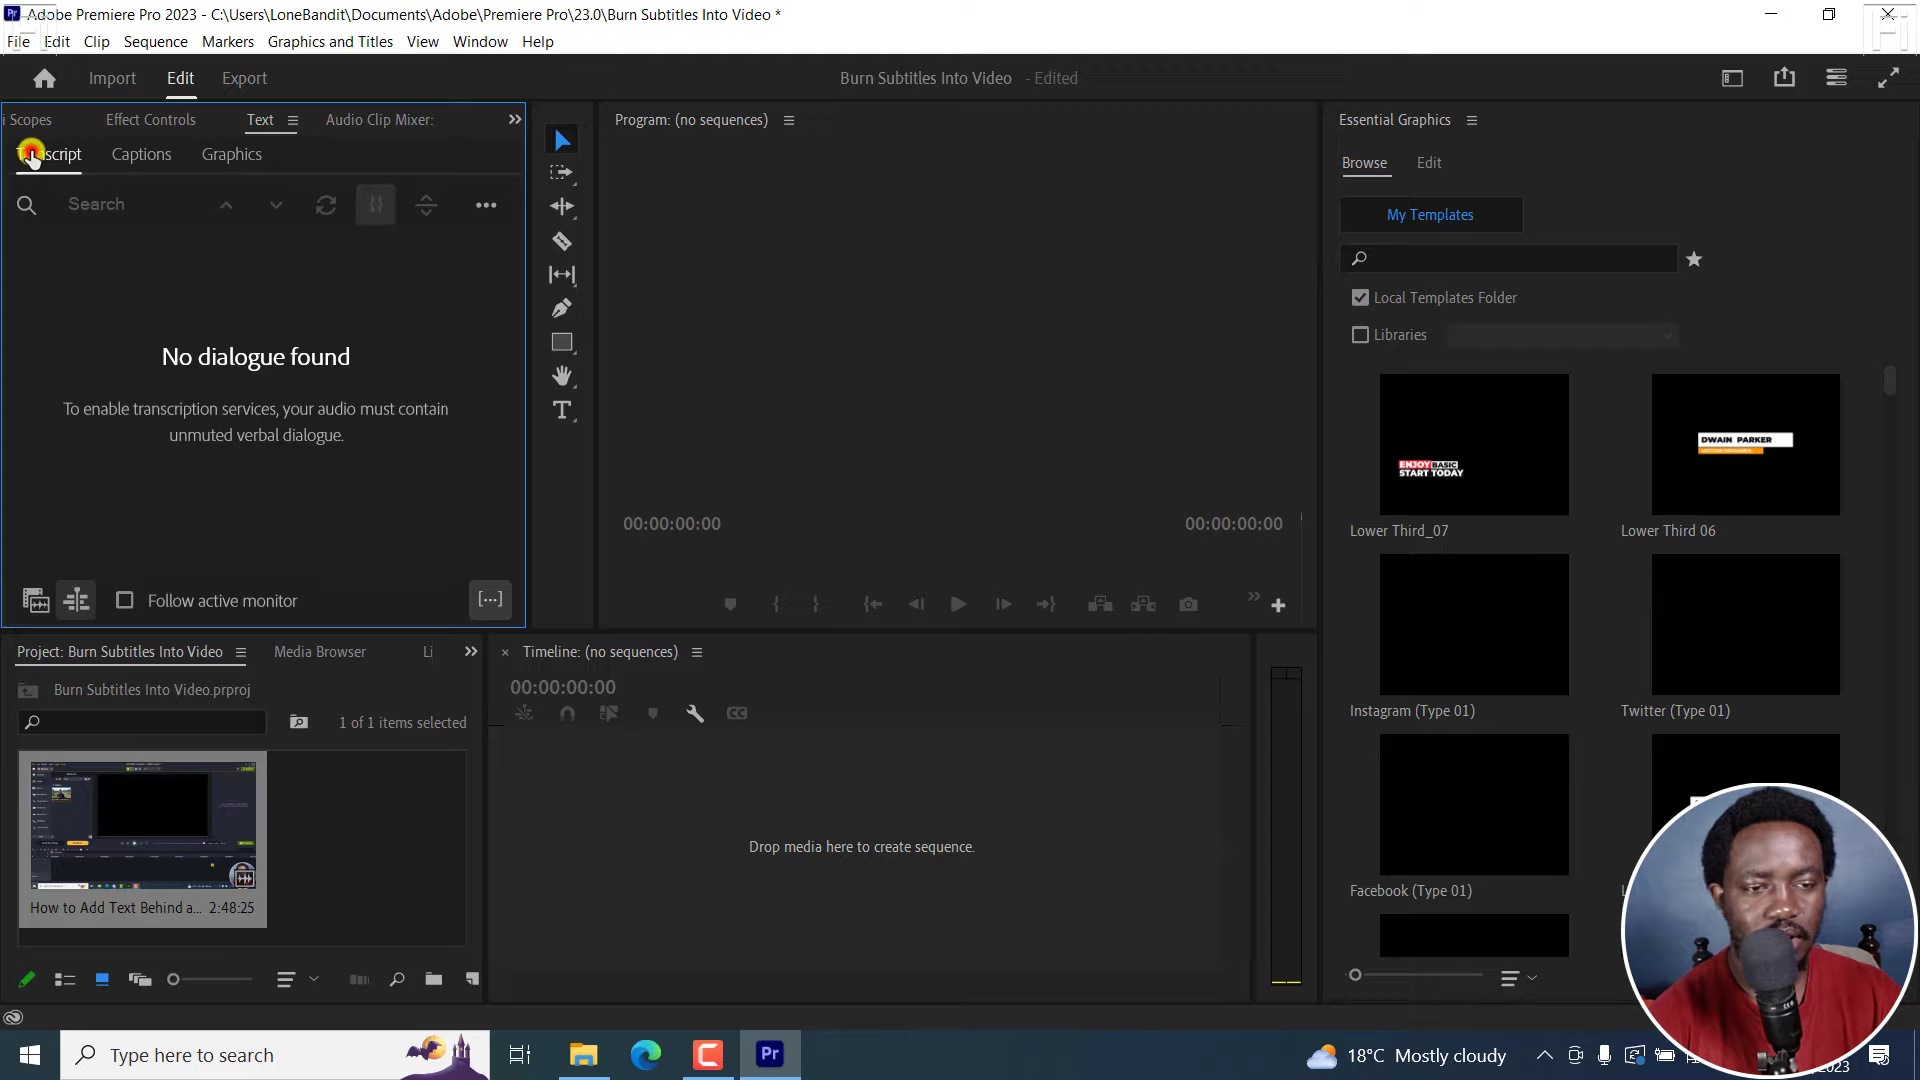 Adobe Premiere Pro 2023 - C:\Users\LoneBandit\Documents\Adobe\Premiere Pro\23.0\Burn Subtitles Into Video *
File Edit Clip Sequence Markers Graphics and Titles View Window Help
Import Edit Export
Burn Subtitles Into Video - Edited
i Scopes Effect Controls Text Audio Clip Mixer:
Program: (no sequences)
Essential Graphics
Captions Graphics
Browse Edit
Search
My Templates
Local Templates Folder
Libraries
No dialogue found
To enable transcription services, your audio must contain
unmuted verbal dialogue.
ENJOY BASIC
START TODAY
DWAIN PARKER
Lower Third_07
Lower Third 06
00:00:00:00
00:00:00:00
Follow active monitor
Project: Burn Subtitles Into Video
Media Browser
Li
Timeline: (no sequences)
00:00:00:00
Burn Subtitles Into Video.prproj
1 of 1 items selected
Instagram (Type 01)
Twitter (Type 01)
Drop media here to create sequence.
How to Add Text Behind a... 2:48:25
Facebook (Type 01)
Pr
Type here to search
18°C Mostly cloudy